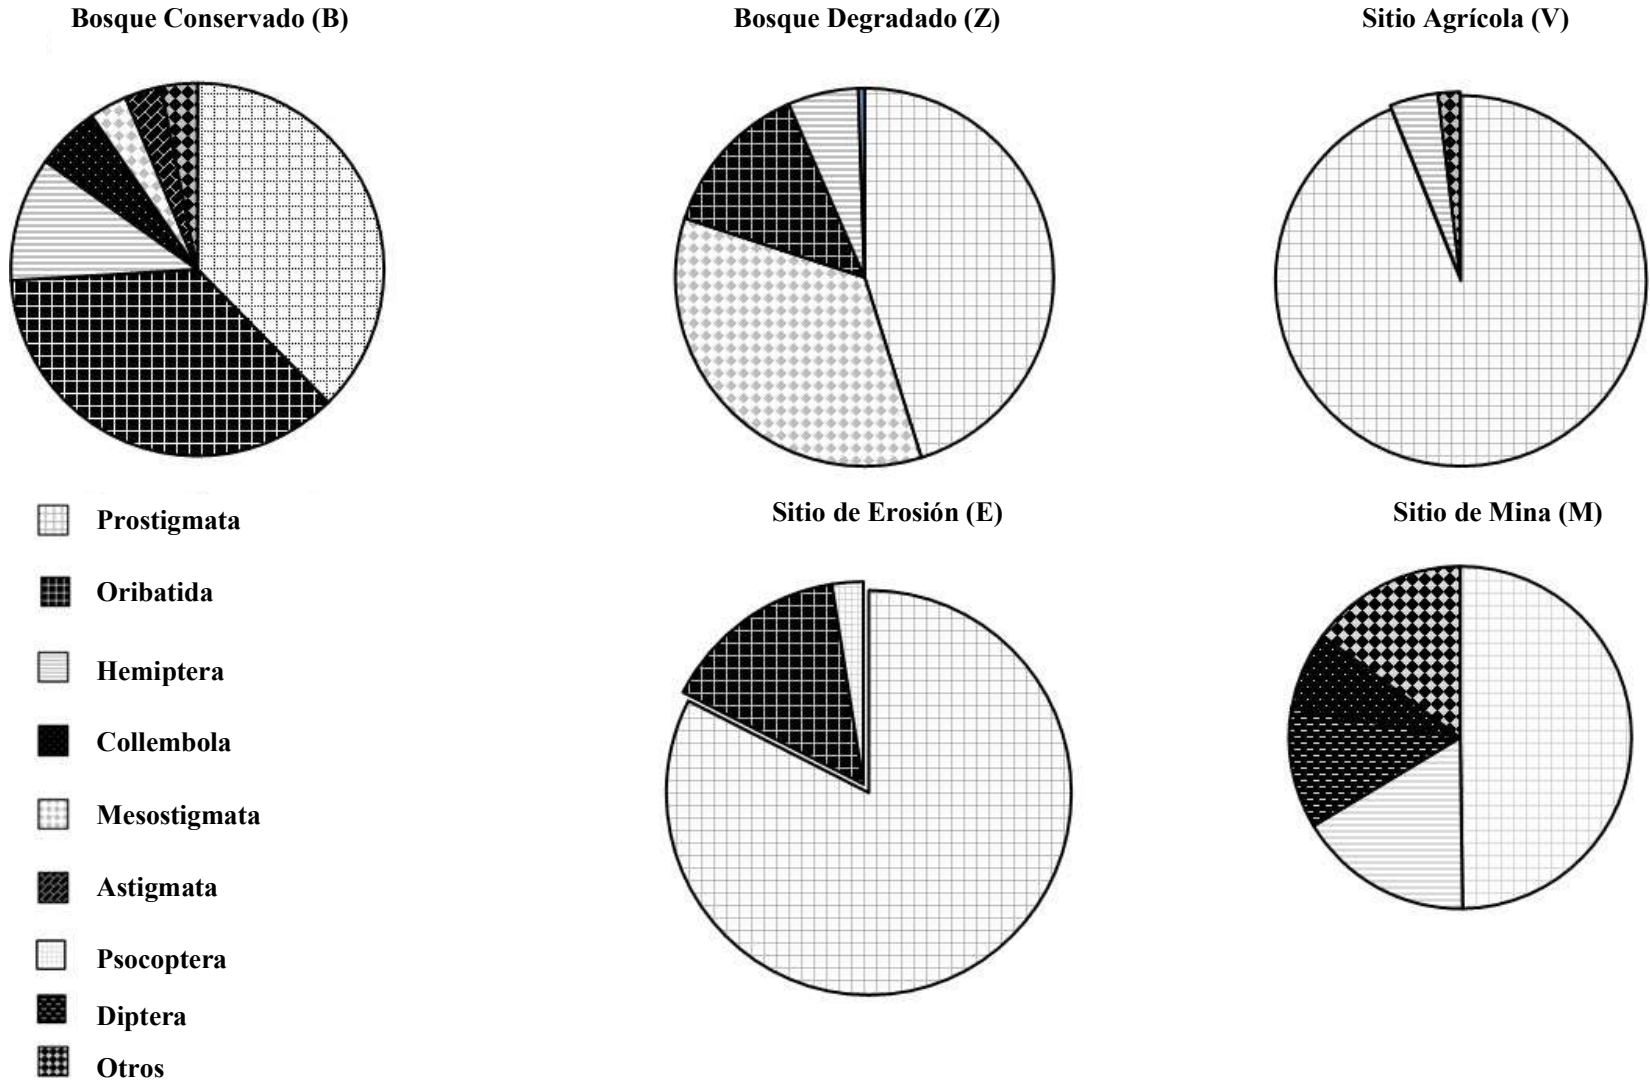 Bosque Conservado (B)
Bosque Degradado (Z)
Sitio Agrícola (V)
Sitio de Erosión (E)
Sitio de Mina (M)
Prostigmata
Oribatida
Hemiptera
Collembola
Mesostigmata
Astigmata
Psocoptera
Diptera
Otros